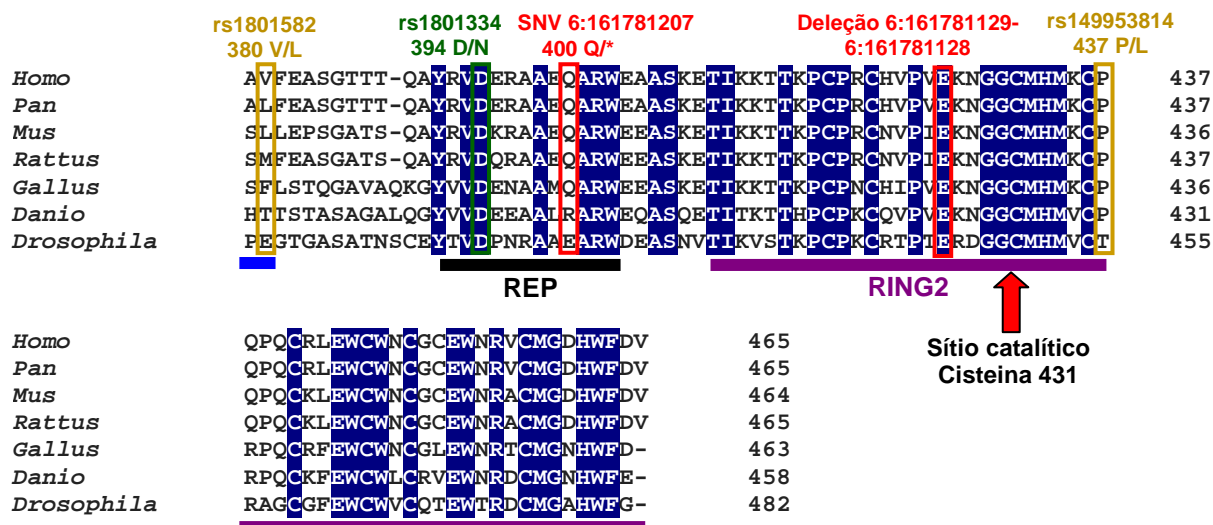 rs1801582 rs1801334 SNV 6:161781207 Deleção 6:161781129- rs149953814
380 V/L 394 D/N 400 Q/* 6:161781128 437 P/L
Homo AVFEASGTTT-QAYRVDERAAEQARWEAASKETIKKTTKPCPRCHVPVEKNGGCMHMKCP 437
Pan ALFEASGTTT-QAYRVDERAAEQARWEAASKETIKKTTKPCPRCHVPVEKNGGCMHMKCP 437
Mus SLLEPSGATS-QAYRVDKRAAEQARWEEASKETIKKTTKPCPRCNVPIEKNGGCMHMKCP 436
Rattus SMFEASGATS-QAYRVDQRAAEQARWEEASKETIKKTTKPCPRCNVPIEKNGGCMHMKCP 437
Gallus SFLSTQGAVAQKGYVVDENAAMQARWEEASKETIKKTTKPCPNCHIPVEKNGGCMHMKCP 436
Danio HTTSTASAGALQGYVVDEEAALRARWEQASQETITKTTHPCPKCQVPVEKNGGCMHMVCP 431
Drosophila PEGTGASATNSCEYTVDPNRAAEARWDEASNVTIKVSTKPCPKCRTPTERDGGCMHMVCT 455
REP RING2
Sítio catalítico
Cisteina 431
Homo QPQCRLEWCWNCGCEWNRVCMGDHWFDV 465
Pan QPQCRLEWCWNCGCEWNRVCMGDHWFDV 465
Mus QPQCKLEWCWNCGCEWNRACMGDHWFDV 464
Rattus QPQCKLEWCWNCGCEWNRACMGDHWFDV 465
Gallus RPQCRFEWCWNCGLEWNRTCMGNHWFD- 463
Danio RPQCKFEWCWLCRVEWNRDCMGNHWFE- 458
Drosophila RAGCGFEWCWVCQTEWTRDCMGAHWFG- 482